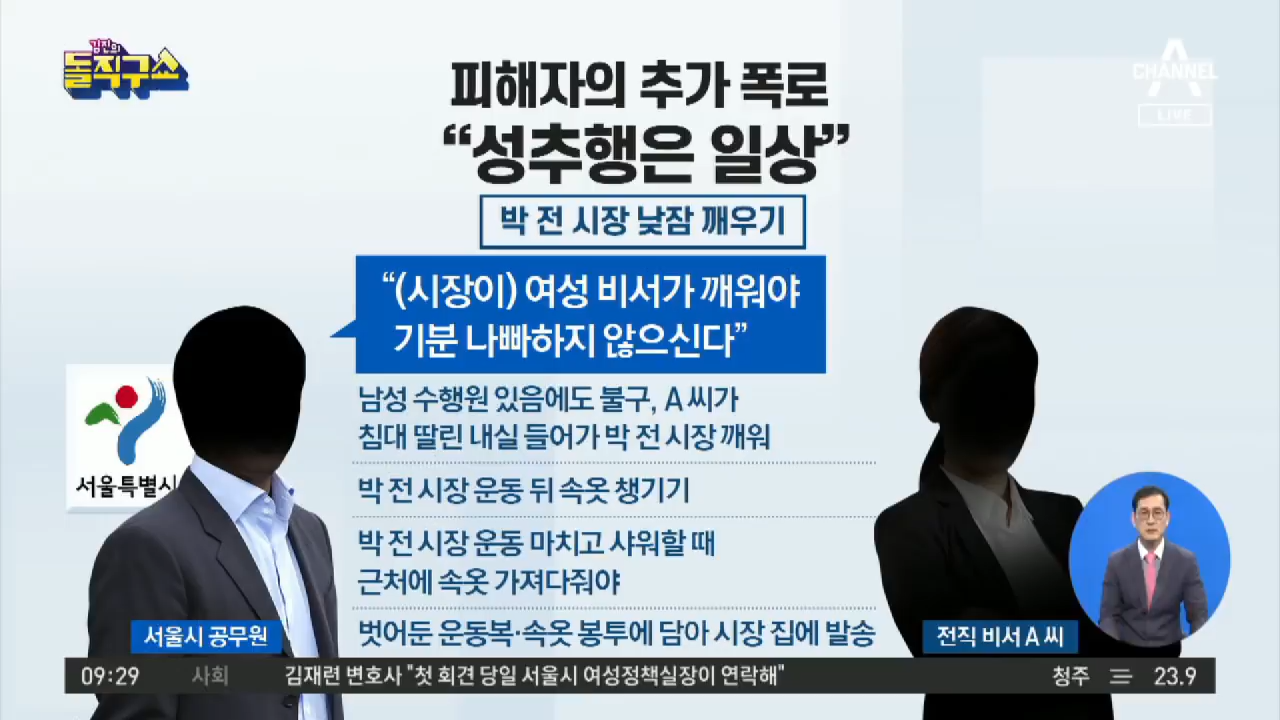 김진의
돌직구쇼
CHANNEL A
LIVE
피해자의 추가 폭로
“성추행은 일상”
박 전 시장 낮잠 깨우기
“(시장이) 여성 비서가 깨워야
기분 나빠하지 않으신다”
남성 수행원 있음에도 불구, A 씨가
침대 딸린 내실 들어가 박 전 시장 깨워
박 전 시장 운동 뒤 속옷 챙기기
박 전 시장 운동 마치고 샤워할 때
근처에 속옷 가져다줘야
벗어둔 운동복·속옷 봉투에 담아 시장 집에 발송
서울특별시
서울시 공무원
전직 비서 A 씨
09:29 사회 김재련 변호사 "첫 회견 당일 서울시 여성정책실장이 연락해" 청주 23.9